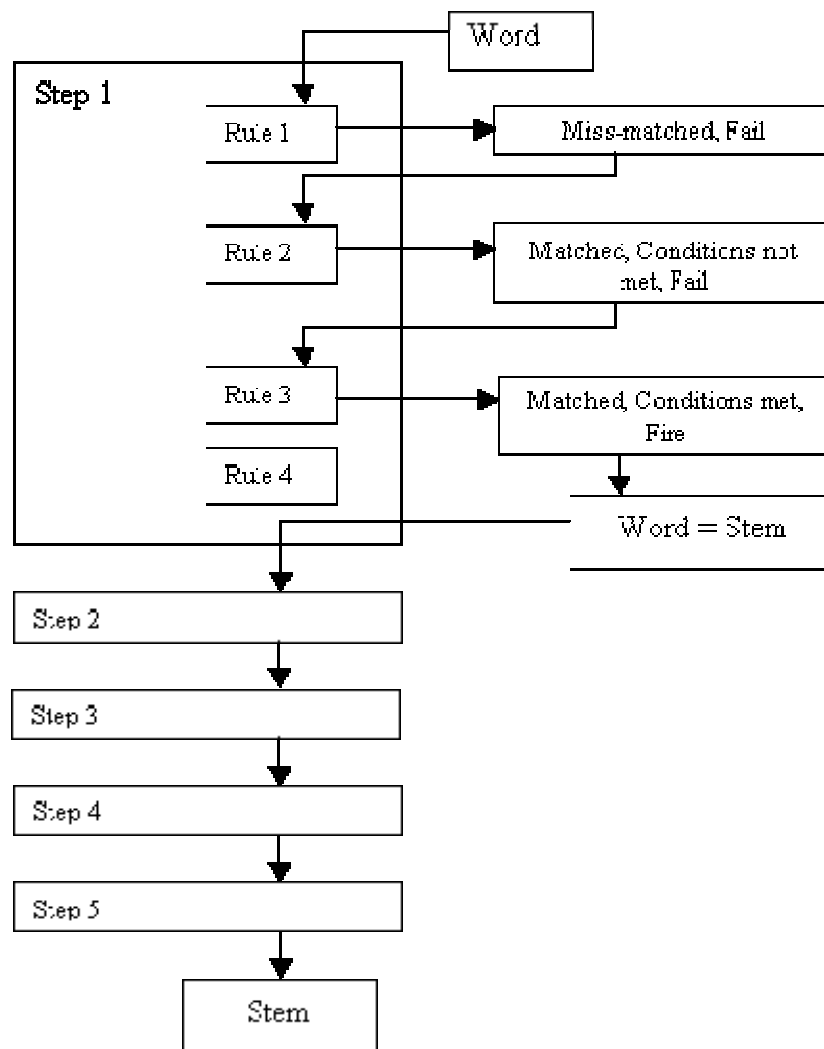 Word
Step 1
Rule 1
Miss-matched, Fail
Rule 2
Matched, Conditions not
met, Fail
Rule 3
Matched, Conditions met,
Fire
Rule 4
Word = Stem
Step 2
Step 3
Step 4
Step 5
Stem